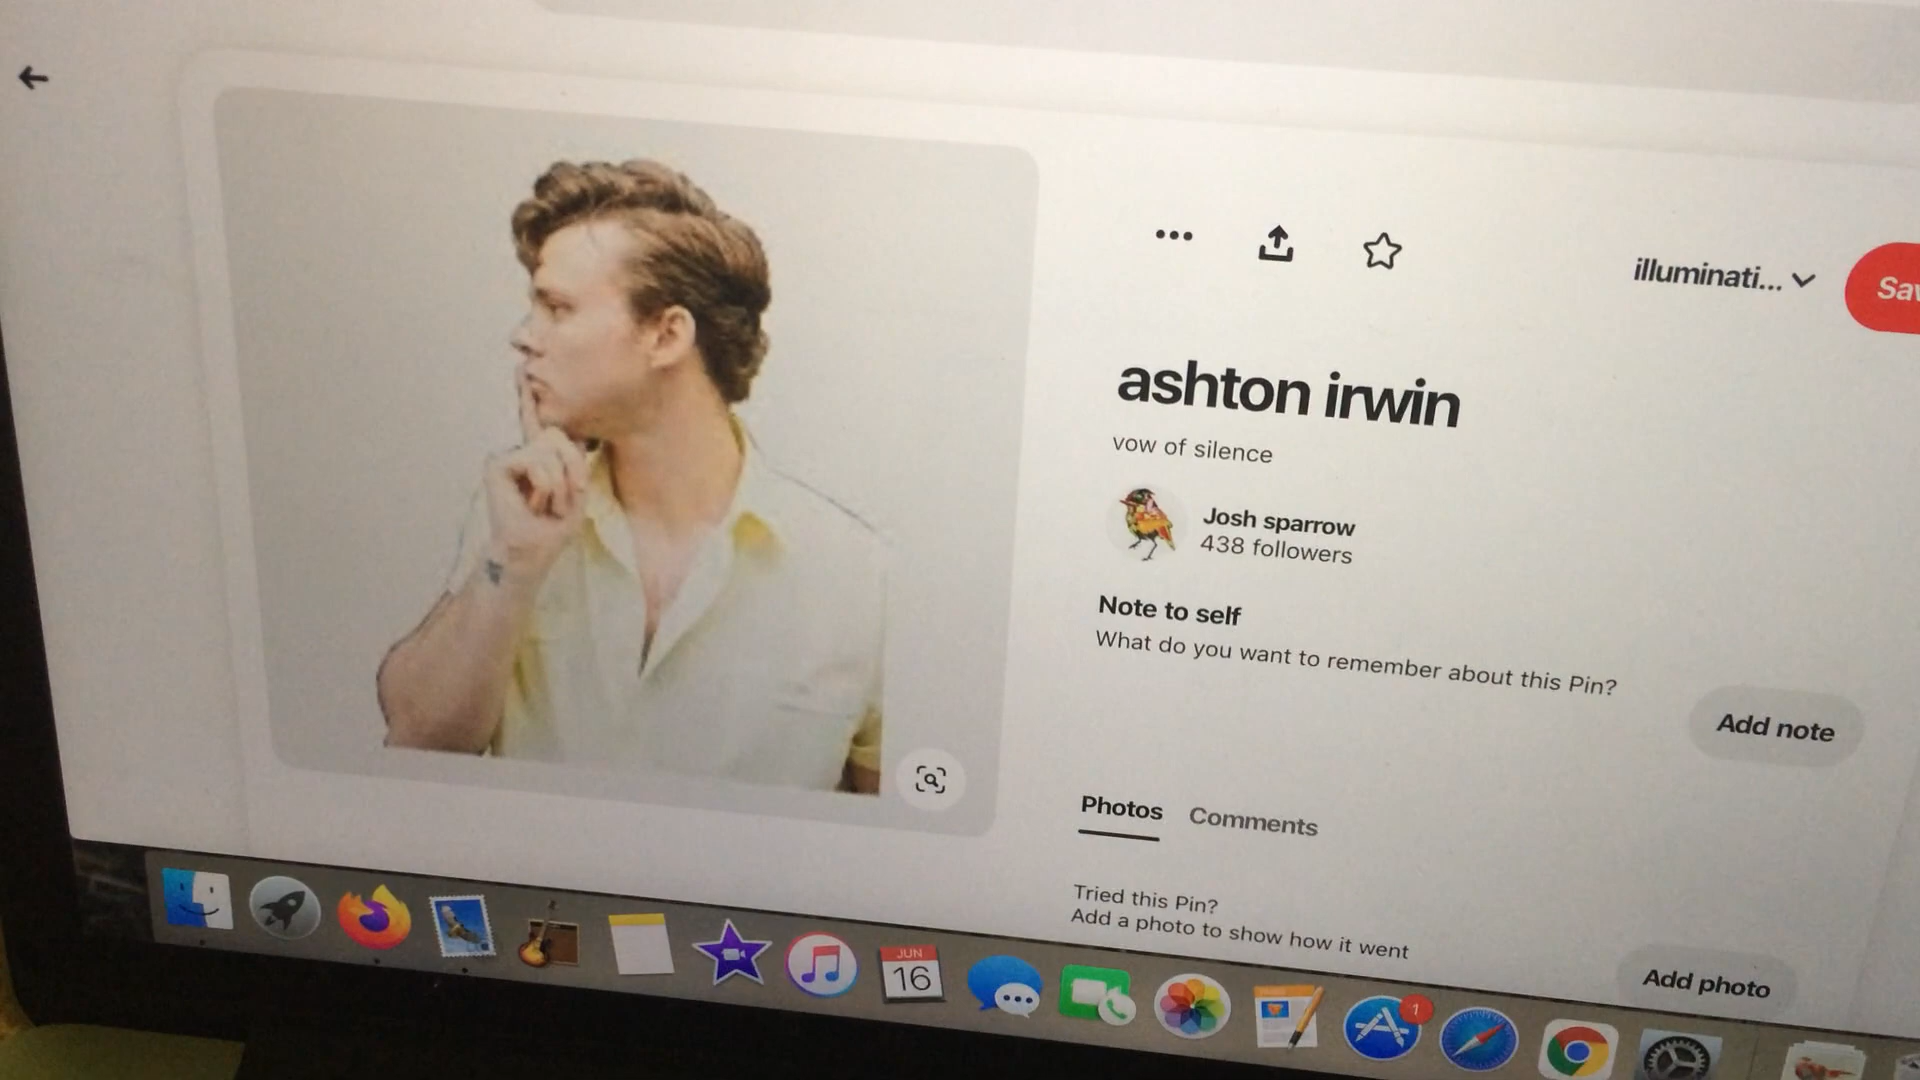 illuminati...
Sav
ashton irwin
vow of silence
Josh sparrow
438 followers
Note to self
What do you want to remember about this Pin?
Add note
Photos
Comments
Tried this Pin?
Add a photo to show how it went
Add photo
JUN
16
1